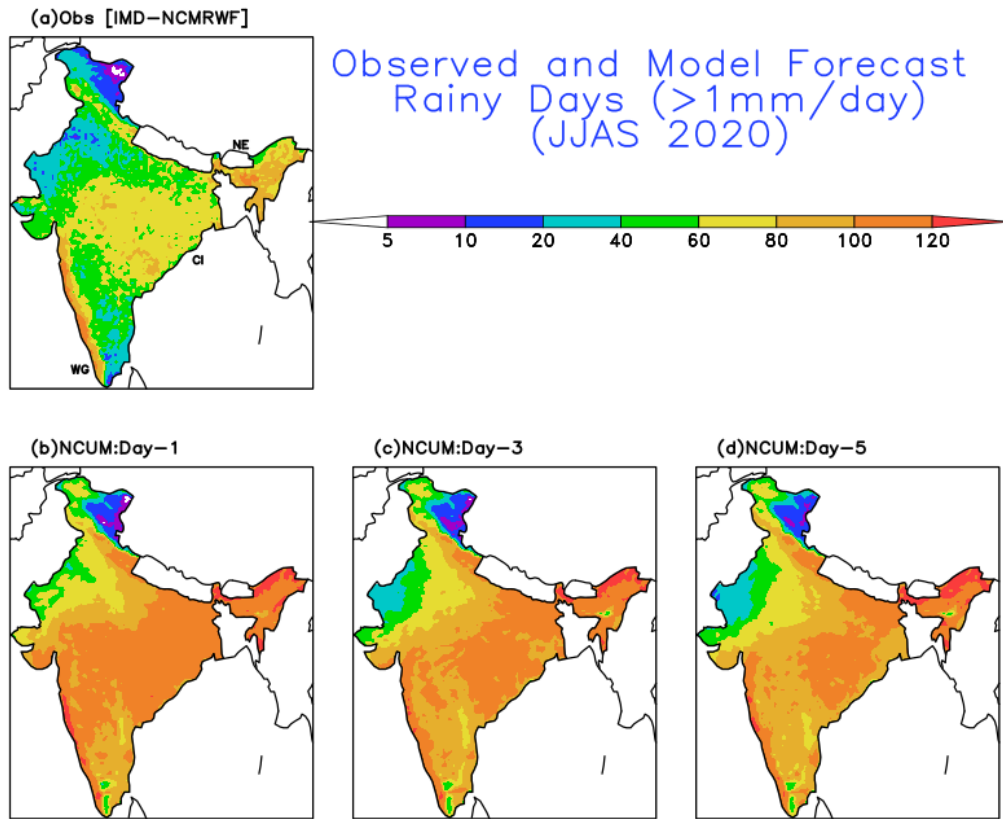 (a)Obs [IMD-NCMRWF]
Observed and Model Forecast
Rainy Days (>1mm/day)
(JJAS 2020)
NE
CI
WG
5 10 20 40 60 80 100 120
(b)NCUM:Day-1
(c)NCUM:Day-3
(d)NCUM:Day-5